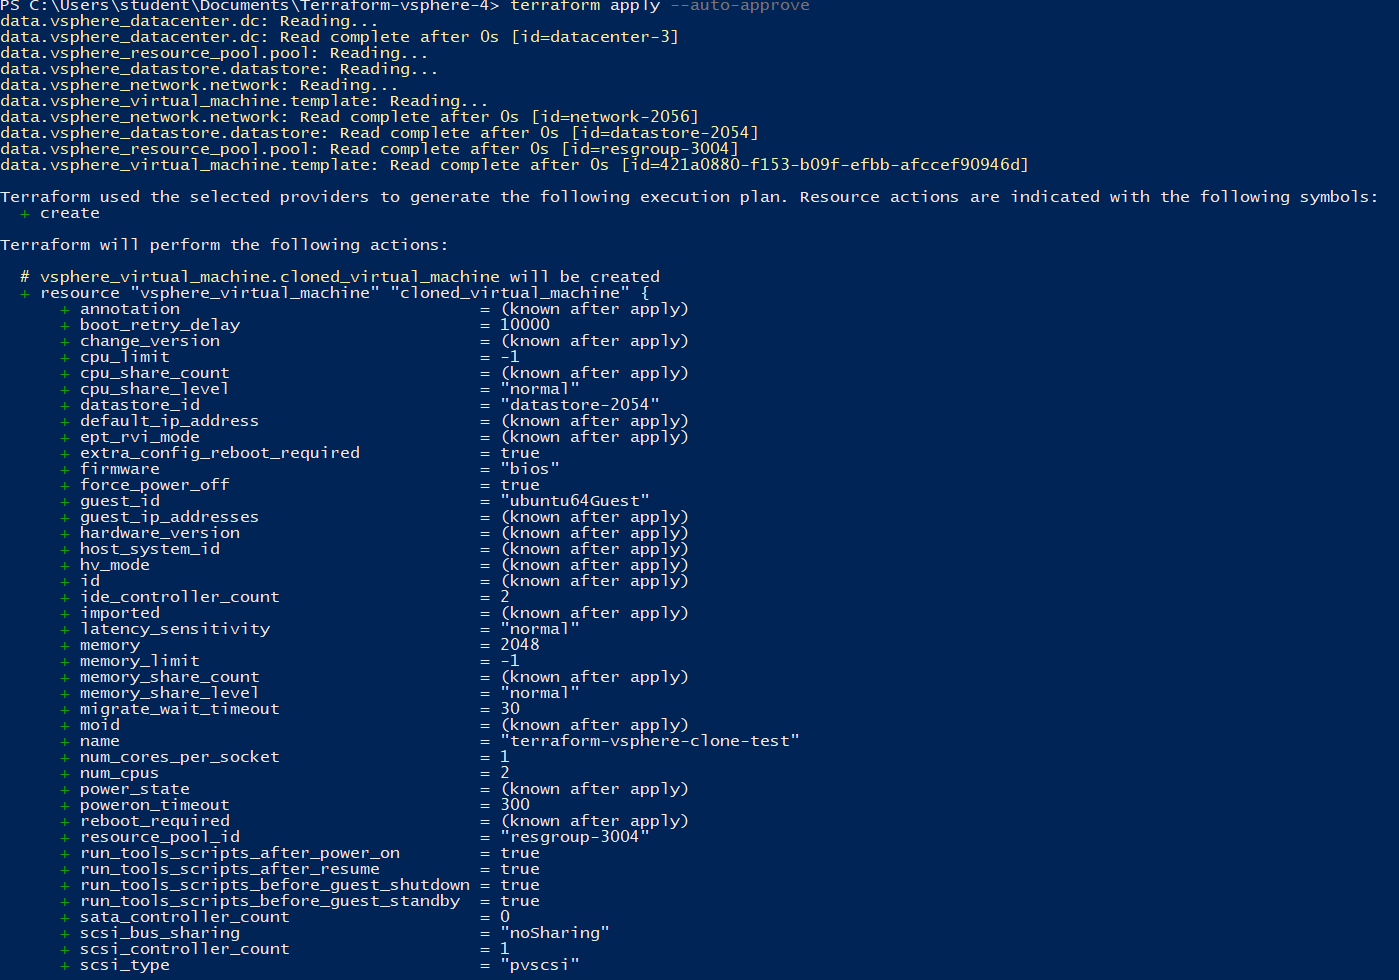 PS C:\Users\student\Documents\Terraform-vsphere-4> terraform apply --auto-approve
data.vsphere_datacenter.dc: Reading...
data.vsphere_datacenter.dc: Read complete after 0s [id=datacenter-3]
data.vsphere_resource_pool.pool: Reading...
data.vsphere_datastore.datastore: Reading...
data.vsphere_network.network: Reading...
data.vsphere_virtual_machine.template: Reading...
data.vsphere_network.network: Read complete after 0s [id=network-2056]
data.vsphere_datastore.datastore: Read complete after 0s [id=datastore-2054]
data.vsphere_resource_pool.pool: Read complete after 0s [id=resgroup-3004]
data.vsphere_virtual_machine.template: Read complete after 0s [id=421a0880-f153-b09f-efbb-afccef90946d]
Terraform used the selected providers to generate the following execution plan. Resource actions are indicated with the following symbols:
  + create
Terraform will perform the following actions:
  # vsphere_virtual_machine.cloned_virtual_machine will be created
  + resource "vsphere_virtual_machine" "cloned_virtual_machine" {
      + annotation                              = (known after apply)
      + boot_retry_delay                        = 10000
      + change_version                          = (known after apply)
      + cpu_limit                               = -1
      + cpu_share_count                         = (known after apply)
      + cpu_share_level                         = "normal"
      + datastore_id                            = "datastore-2054"
      + default_ip_address                      = (known after apply)
      + ept_rvi_mode                            = (known after apply)
      + extra_config_reboot_required            = true
      + firmware                                = "bios"
      + force_power_off                         = true
      + guest_id                                = "ubuntu64Guest"
      + guest_ip_addresses                      = (known after apply)
      + hardware_version                        = (known after apply)
      + host_system_id                          = (known after apply)
      + hv_mode                                 = (known after apply)
      + id                                      = (known after apply)
      + ide_controller_count                    = 2
      + imported                                = (known after apply)
      + latency_sensitivity                     = "normal"
      + memory                                  = 2048
      + memory_limit                            = -1
      + memory_share_count                      = (known after apply)
      + memory_share_level                      = "normal"
      + migrate_wait_timeout                    = 30
      + moid                                    = (known after apply)
      + name                                    = "terraform-vsphere-clone-test"
      + num_cores_per_socket                    = 1
      + num_cpus                                = 2
      + power_state                             = (known after apply)
      + poweron_timeout                         = 300
      + reboot_required                         = (known after apply)
      + resource_pool_id                        = "resgroup-3004"
      + run_tools_scripts_after_power_on        = true
      + run_tools_scripts_after_resume          = true
      + run_tools_scripts_before_guest_shutdown = true
      + run_tools_scripts_before_guest_standby  = true
      + sata_controller_count                   = 0
      + scsi_bus_sharing                        = "noSharing"
      + scsi_controller_count                   = 1
      + scsi_type                               = "pvscsi"